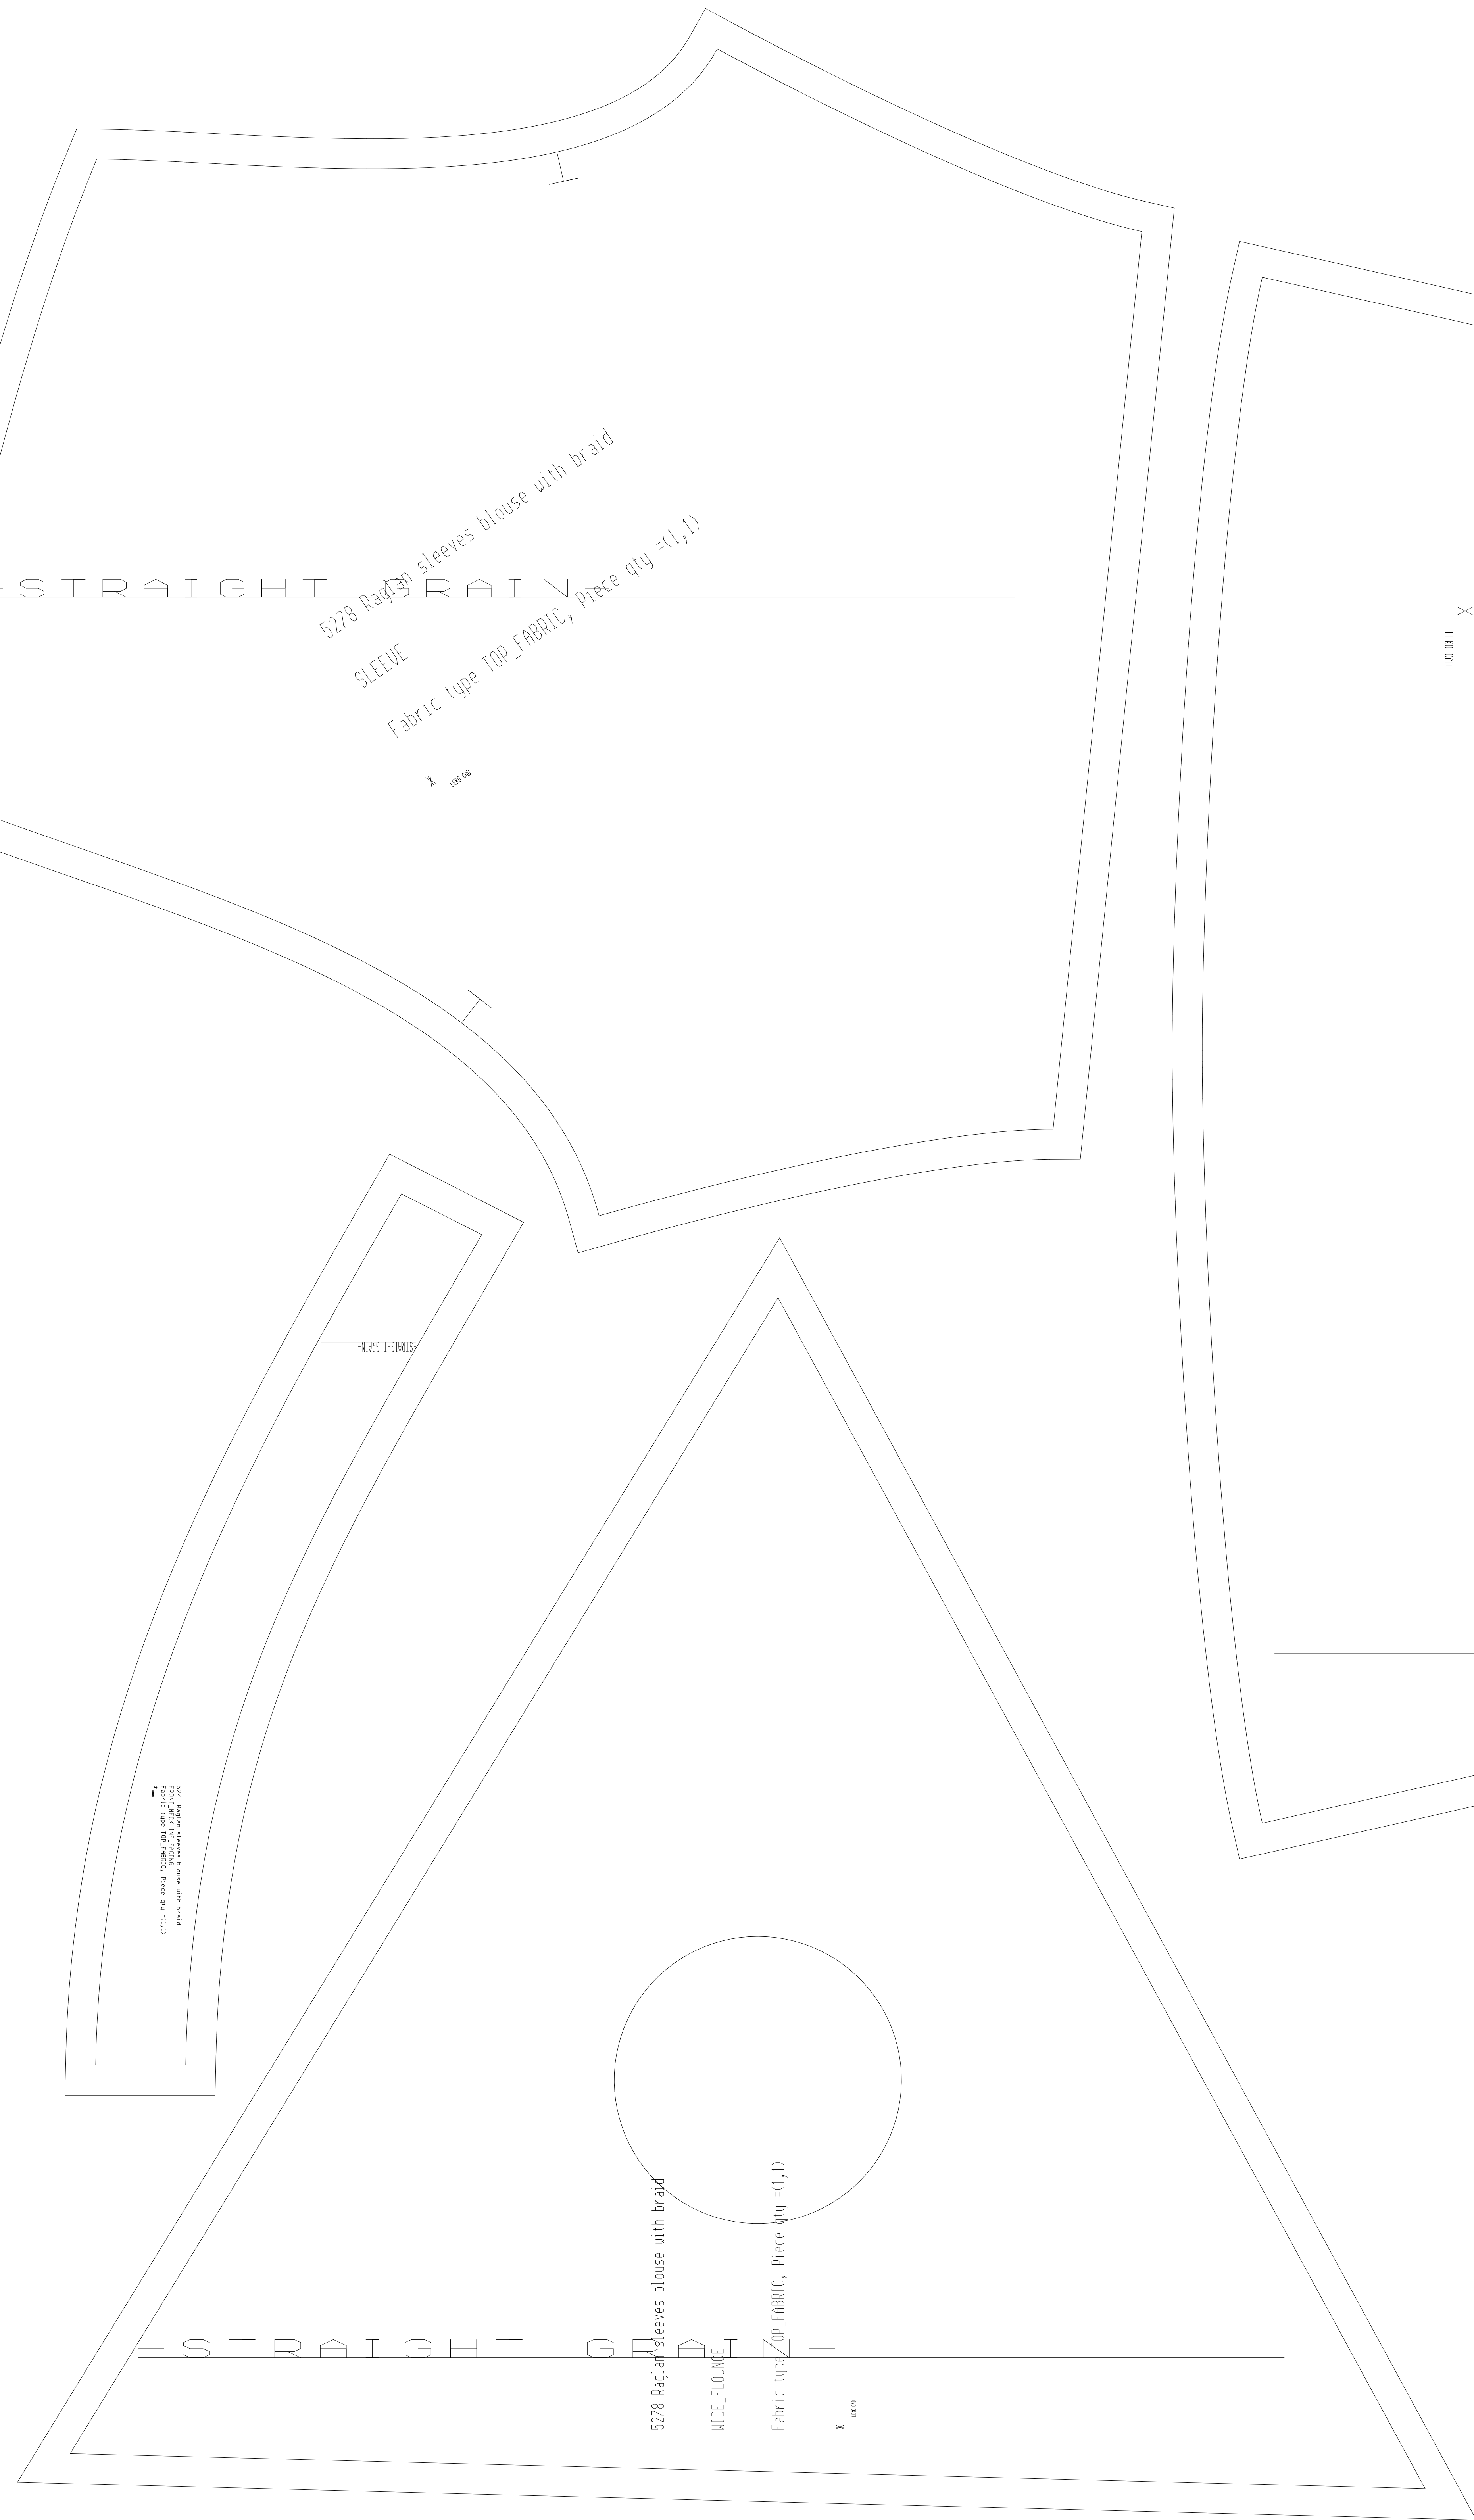 -STRAIGHT GRAIN-
5278 Raglan sleeves blouse with braid
SLEEVE
Fabric type TOP_FABRIC, Piece qty =(1,1)
LEKO CAD
LEKO CAD
-STRAIGHT GRAIN-
5278 Raglan sleeves blouse with braid
FRONT_NECKLINE_FACING
Fabric type TOP_FABRIC, Piece qty =(1,1)
-STRAIGHT GRAIN-
5278 Raglan sleeves blouse with braid
WIDE_FLOUNCE
Fabric type TOP_FABRIC, Piece qty =(1,1)
LEKO CAD